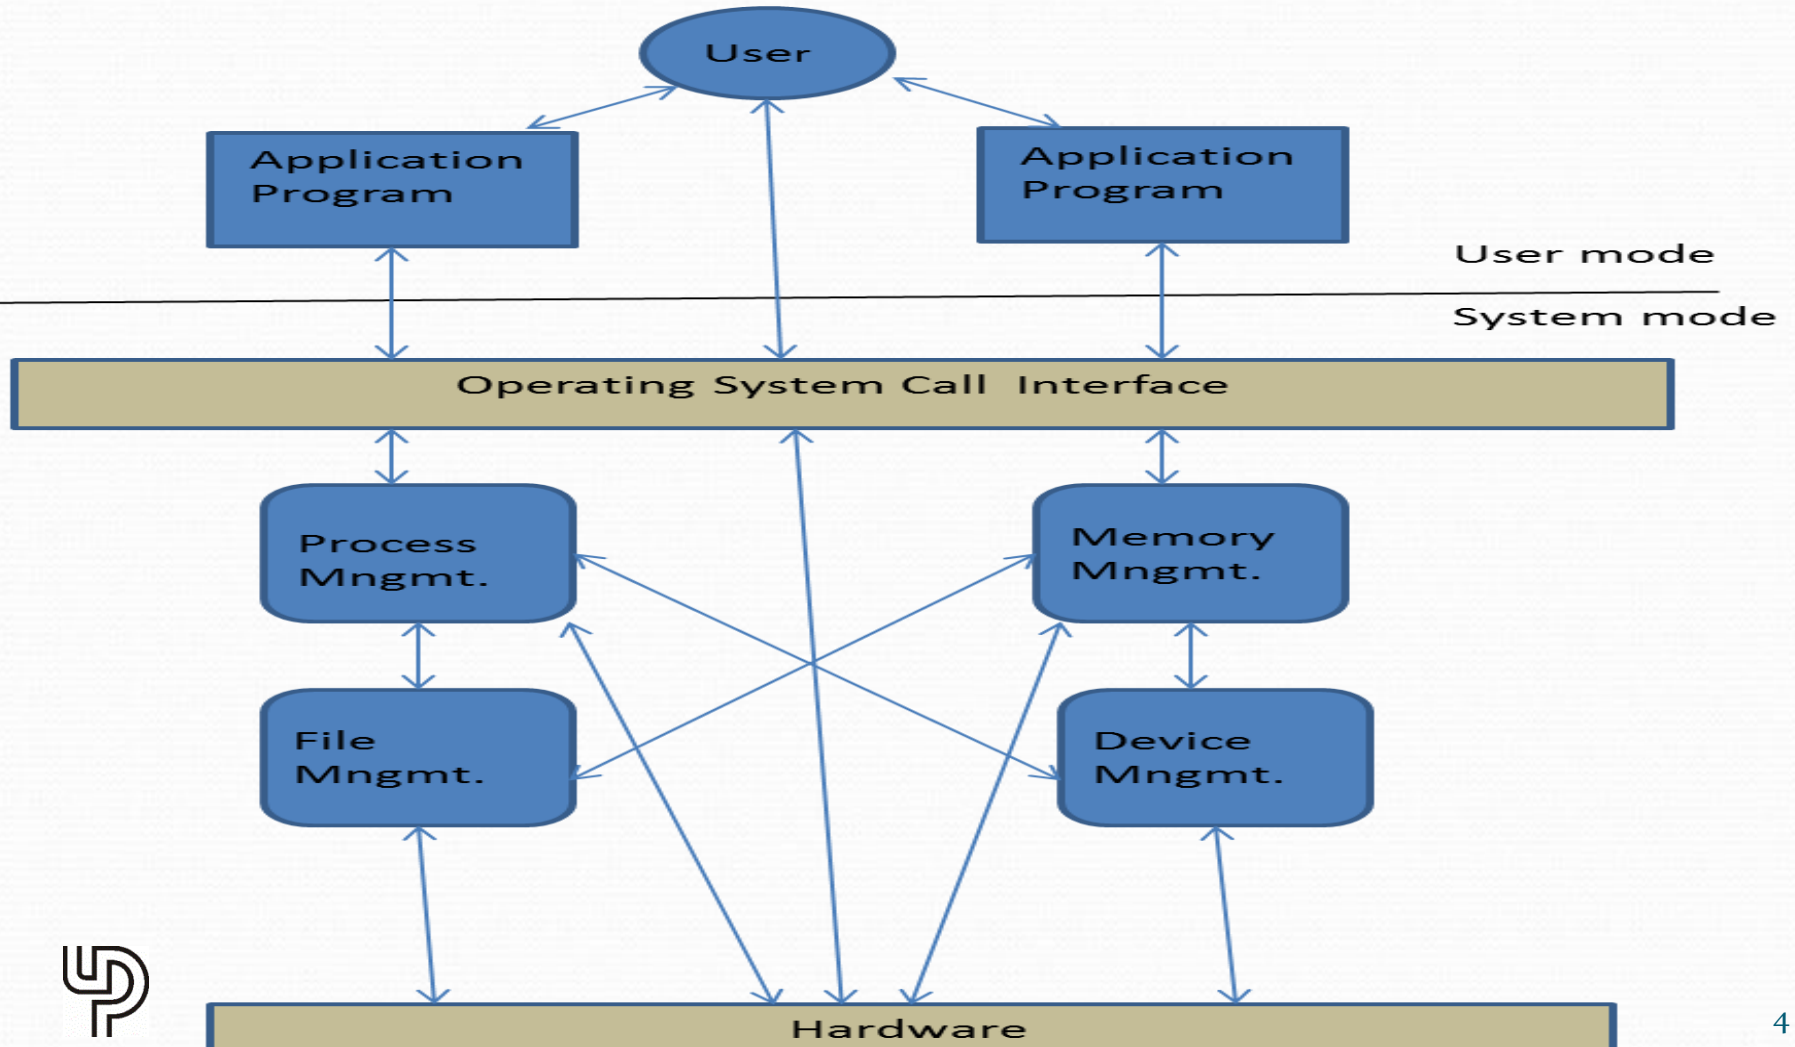 User
Application
Program
Application
Program
User mode
System mode
Operating System Call Interface
Process
Mngmt.
Memory
Mngmt.
File
Mngmt.
Device
Mngmt.
Hardware
4